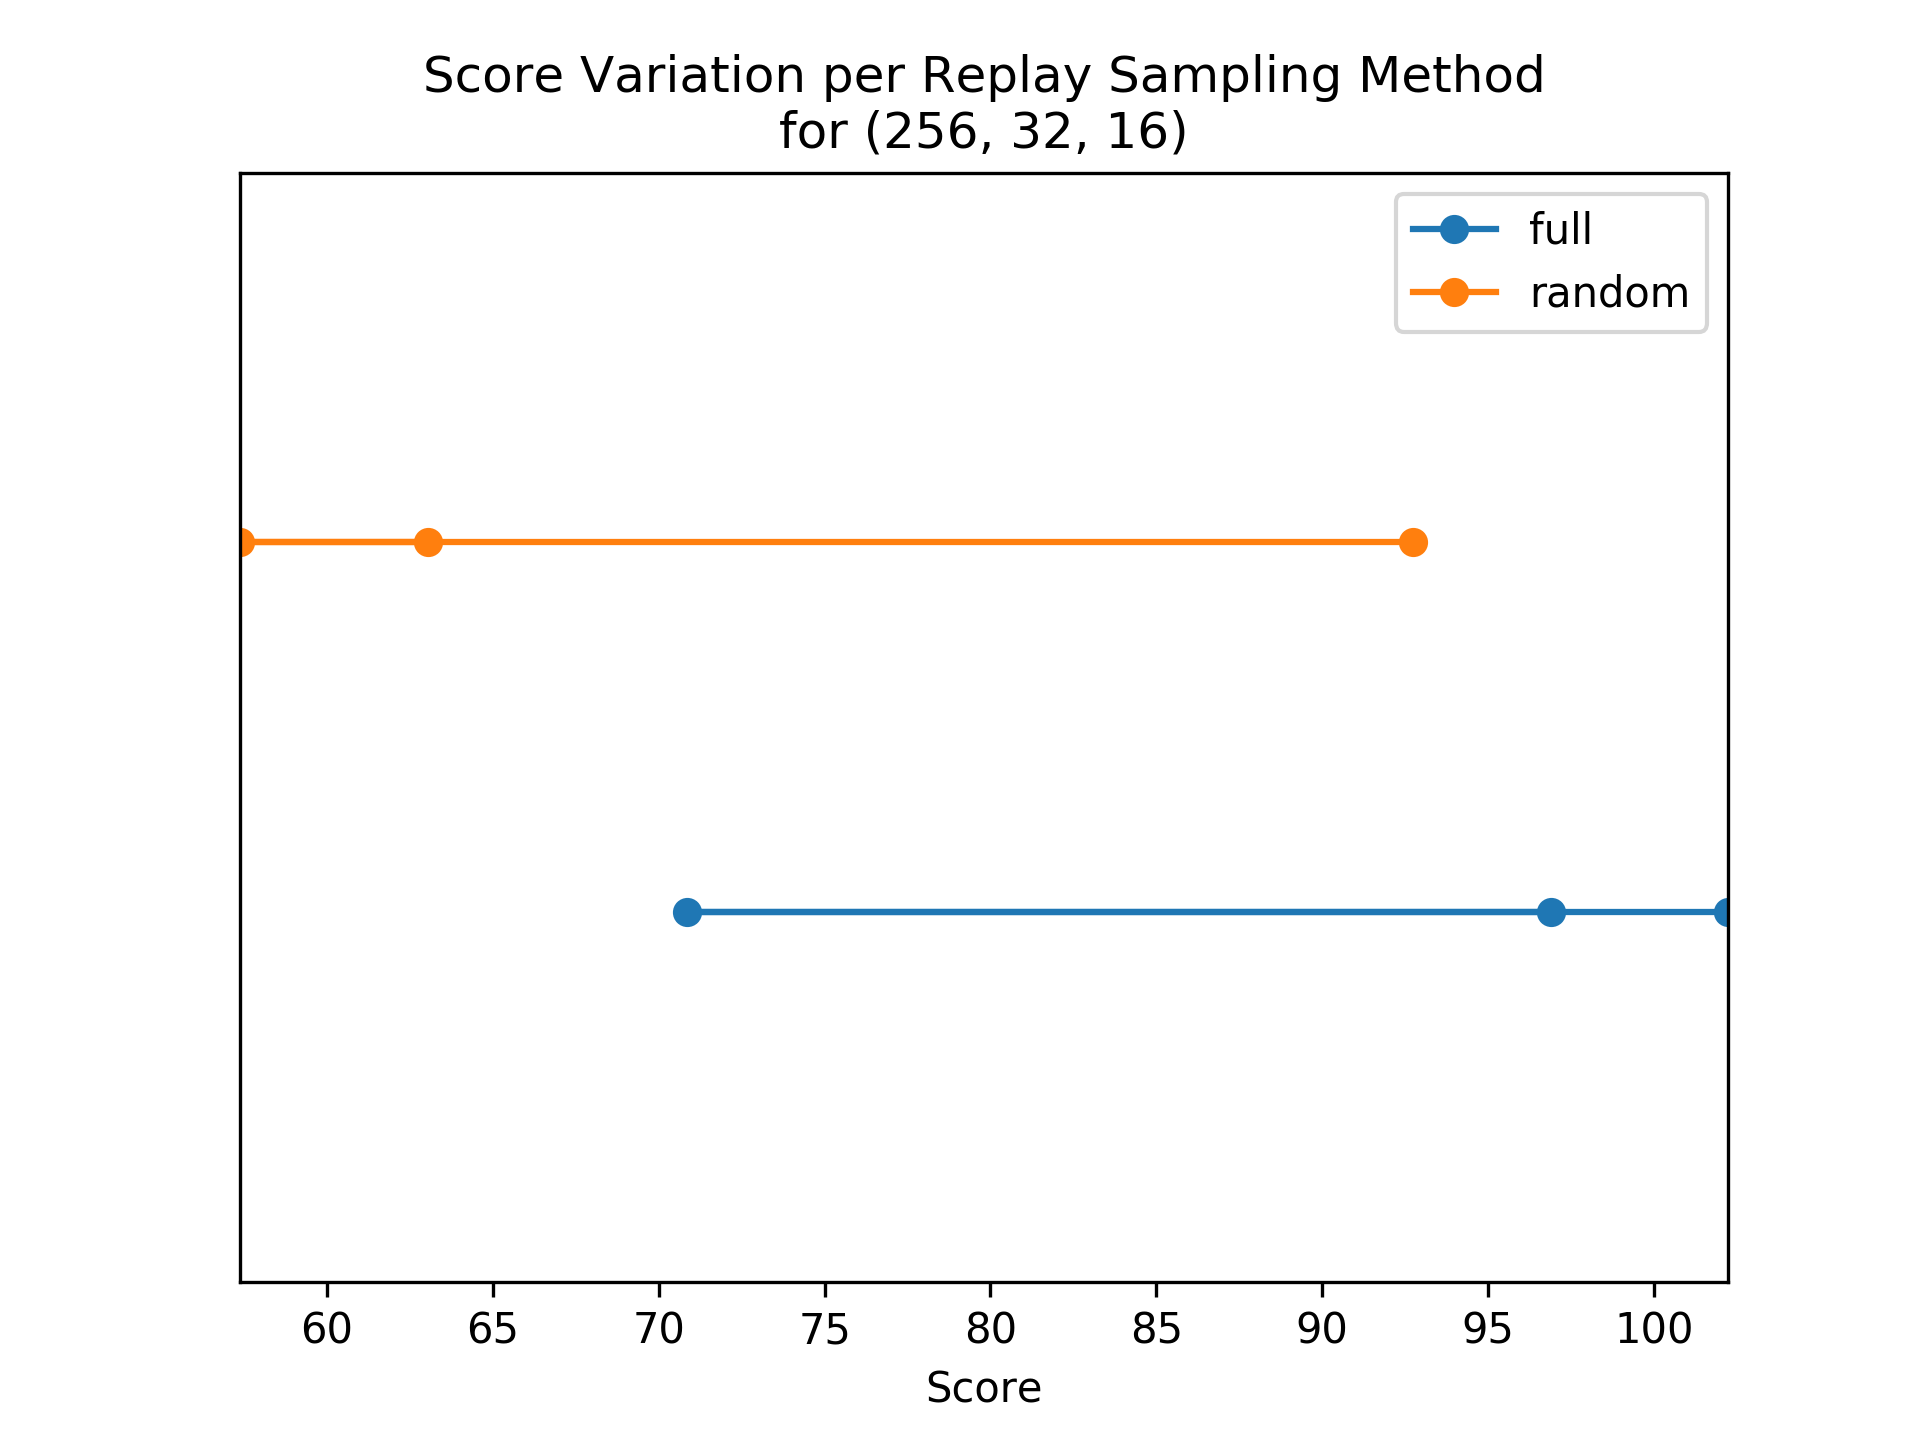 Score Variation per Replay Sampling Method
for (256, 32, 16)
full
random
60 65 70 75 80 85 90 95 100
Score